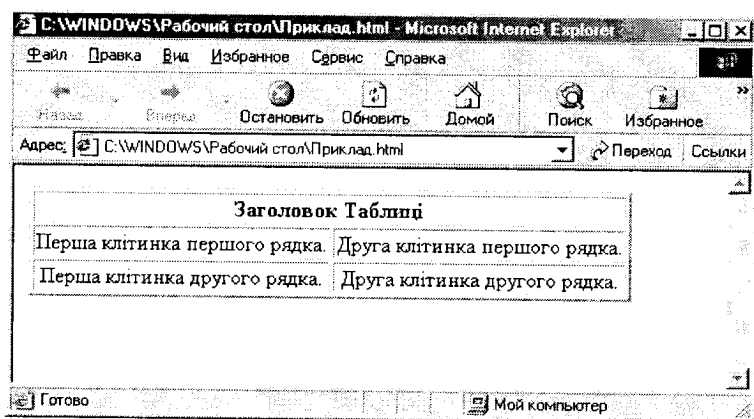 C:\WINDOWS\Рабочий стол\Приклад.html - Microsoft Internet Explorer
Файл Правка Вид Избранное Сервис Справка
Назад Вперед Остановить Обновить Домой Поиск Избранное »
Адрес: C:\WINDOWS\Рабочий стол\Приклад.html Переход Ссылки
Заголовок Таблиці
Перша клітинка першого рядка. Друга клітинка першого рядка.
Перша клітинка другого рядка. Друга клітинка другого рядка.
Готово Мой компьютер